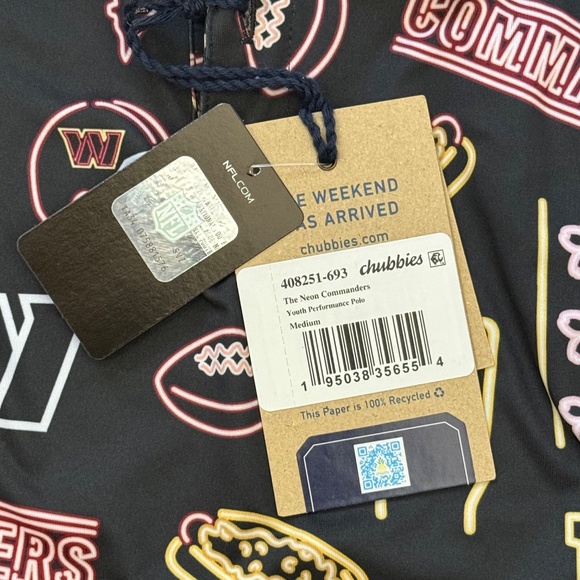 COMM
W
NFL.COM
NFL
E WEEKEND
AS ARRIVED
chubbies.com
408251-693 chubbies
The Neon Commanders
Youth Performance Polo
Medium
1 95038 35655 4
This Paper is 100% Recycled
ERS